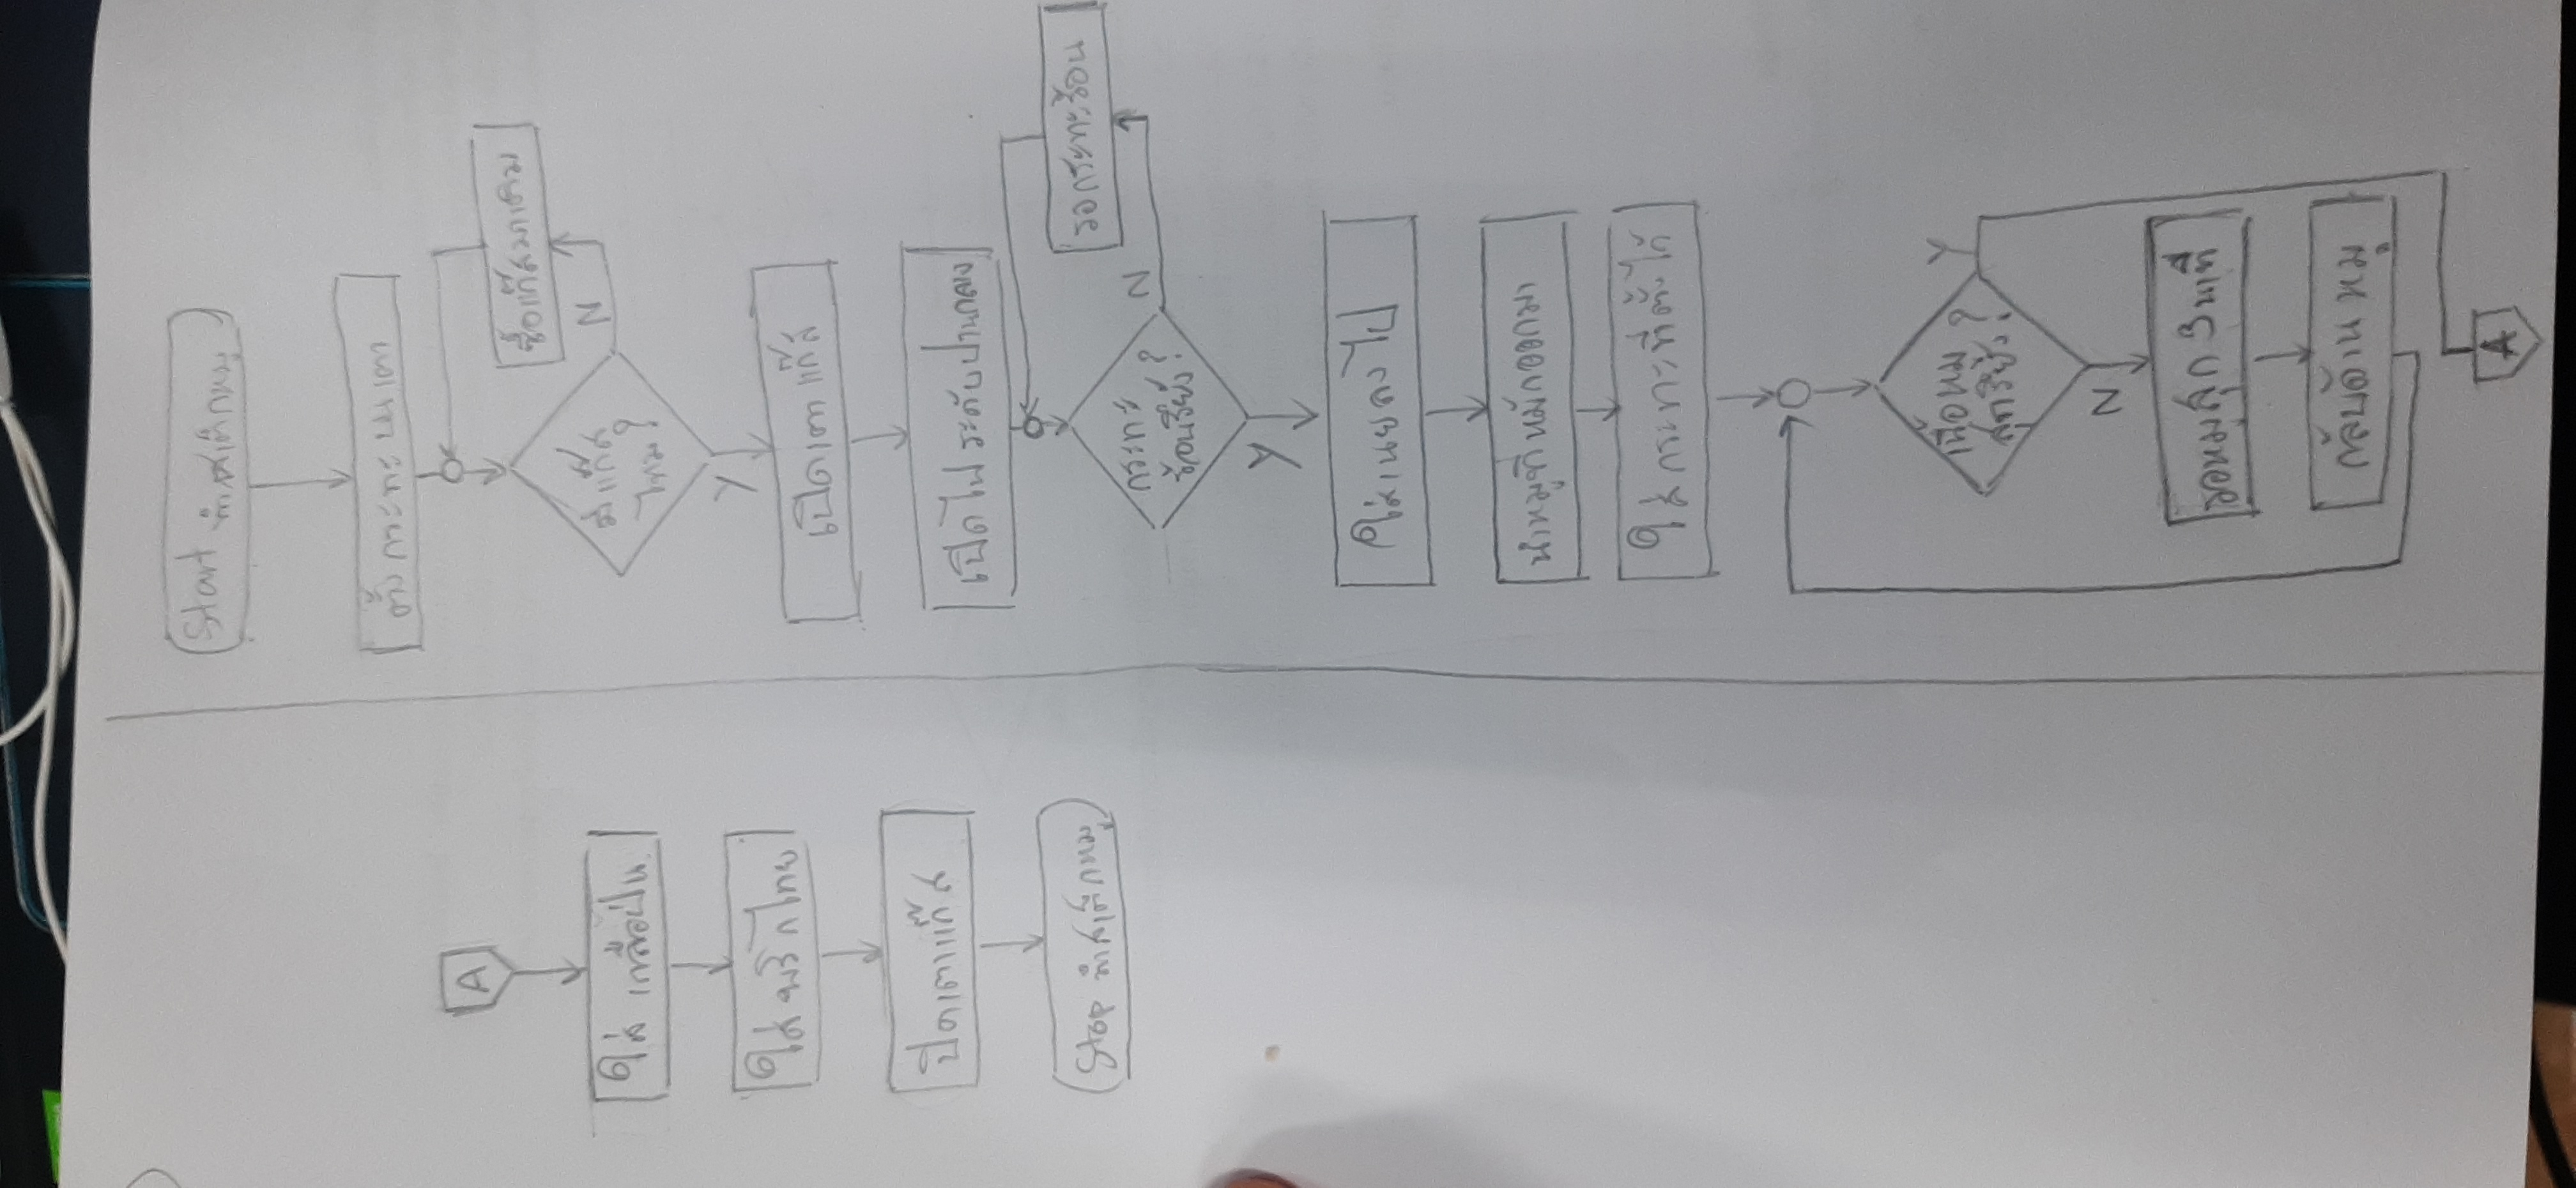 Start ทำสเต็กหมู
ตั้งกระทะบนเตา
ซื้อแก๊สมาเติม
มีแก๊ส
ไหม?
N
Y
เปิดเตาแก๊ส
เปิดไฟระดับปานกลาง
รอกระทะร้อน
กระทะ
ร้อนรึยัง?
N
Y
ใส่เนยลงไป
นำหมูที่หมักออกมา
ใส่กระทะที่ตั้งไว้
เนื้อหมู
สุกรึยัง?
Y
N
รอหมูสุก 3 นาที
กลับด้านหมู
A
A
ใส่ เกลือป่น
ใส่พริกไทย
ปิดเตาแก๊ส
Stop ทำสเต็กหมู